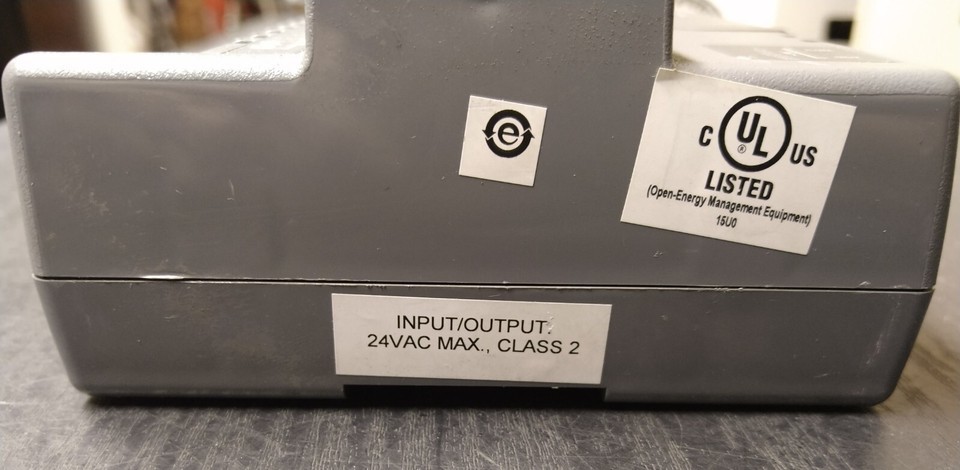 e
C UL US
®
LISTED
(Open-Energy Management Equipment)
15U0
INPUT/OUTPUT:
24VAC MAX., CLASS 2